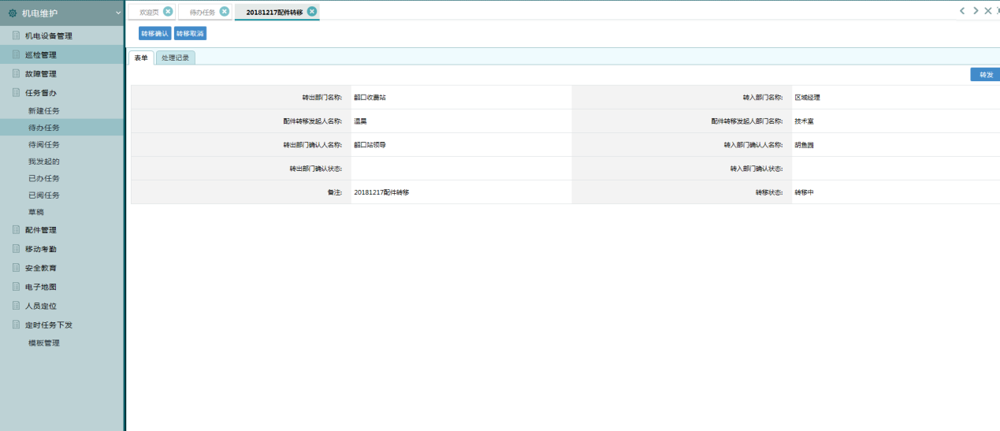 机电维护
欢迎页 待办任务 20181217配件转移
机电设备管理
巡检管理
故障管理
任务督办
新建任务
待办任务
待阅任务
我发起的
已办任务
已阅任务
草稿
配件管理
移动考勤
安全教育
电子地图
人员定位
定时任务下发
模板管理
转移确认 转移取消
表单 处理记录
转发
转出部门名称: 韶口收费站 转入部门名称: 区域经理
配件转移发起人名称: 温昊 配件转移发起人部门名称: 技术室
转出部门确认人名称: 韶口站领导 转入部门确认人名称: 胡鱼园
转出部门确认状态: 转入部门确认状态:
备注: 20181217配件转移 转移状态: 转移中